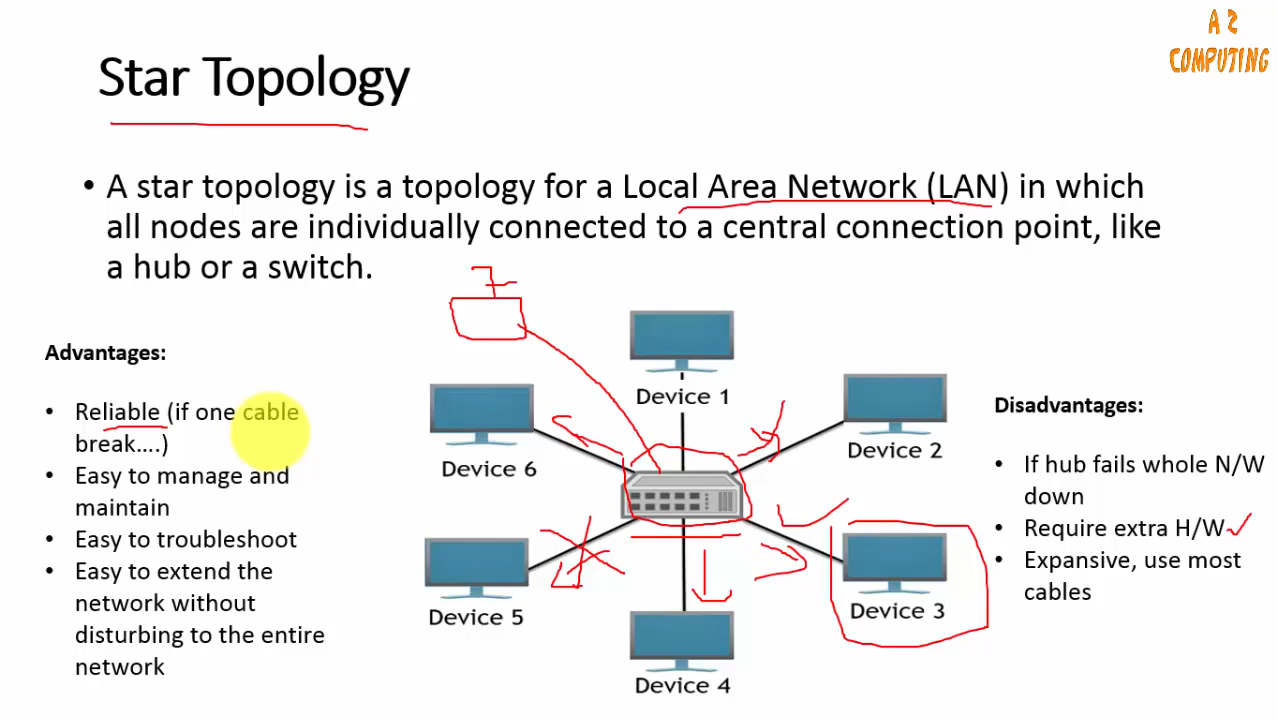 A Z
COMPUTING
Star Topology
• A star topology is a topology for a Local Area Network (LAN) in which
all nodes are individually connected to a central connection point, like
a hub or a switch.
7
Advantages:
• Reliable (if one cable
break....)
• Easy to manage and
maintain
• Easy to troubleshoot
• Easy to extend the
network without
disturbing to the entire
network
Device 1
Device 2
Device 6
Device 5
Device 3
Device 4
Disadvantages:
• If hub fails whole N/W
down
• Require extra H/W
• Expansive, use most
cables